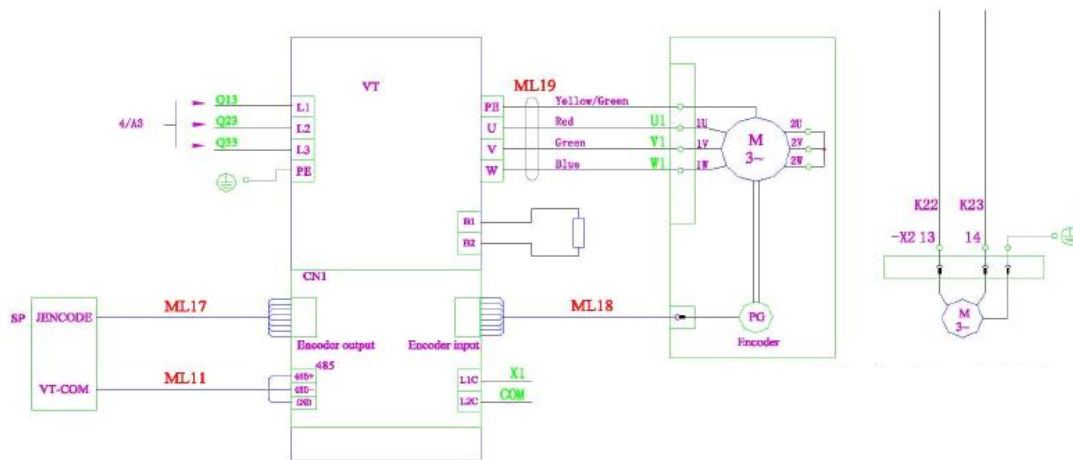 VT
ML19
4/A3
Q13
L1
Q23
L2
Q33
L3
PE
PE
Yellow/Green
U
Red
U1
1U
V
Green
V1
1V
W
Blue
W1
1W
M
3~
2U
2V
2W
B1
B2
K22
K23
-X2 13
14
M
3~
CN1
SP
JENCODE
ML17
Encodor output
Encoder input
ML18
PG
Encoder
VT-COM
ML11
485
485+
485-
GND
L1C
X1
L2C
COM